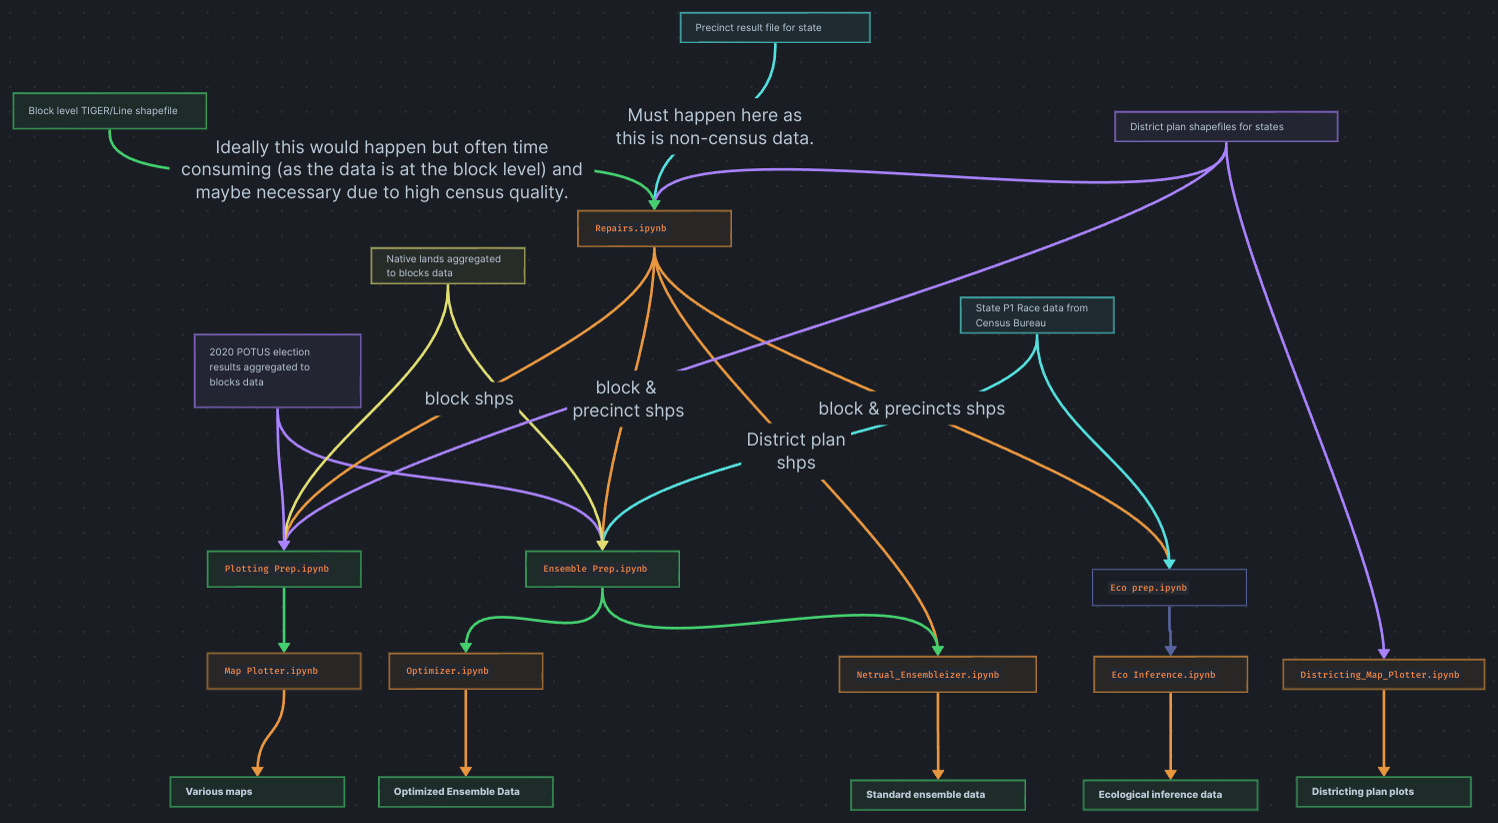 Precinct result file for state
Block level TIGER/Line shapefile
Must happen here as
this is non-census data.
District plan shapefiles for states
Ideally this would happen but often time
consuming (as the data is at the block level) and
maybe necessary due to high census quality.
Repairs.ipynb
Native lands aggregated
to blocks data
State P1 Race data from
Census Bureau
2020 POTUS election
results aggregated to
blocks data
block shps
block &
precinct shps
block & precincts shps
District plan
shps
Plotting Prep.ipynb
Ensemble Prep.ipynb
Eco prep.ipynb
Map Plotter.ipynb
Optimizer.ipynb
Netrual_Ensembleizer.ipynb
Eco Inference.ipynb
Districting_Map_Plotter.ipynb
Various maps
Optimized Ensemble Data
Standard ensemble data
Ecological inference data
Districting plan plots